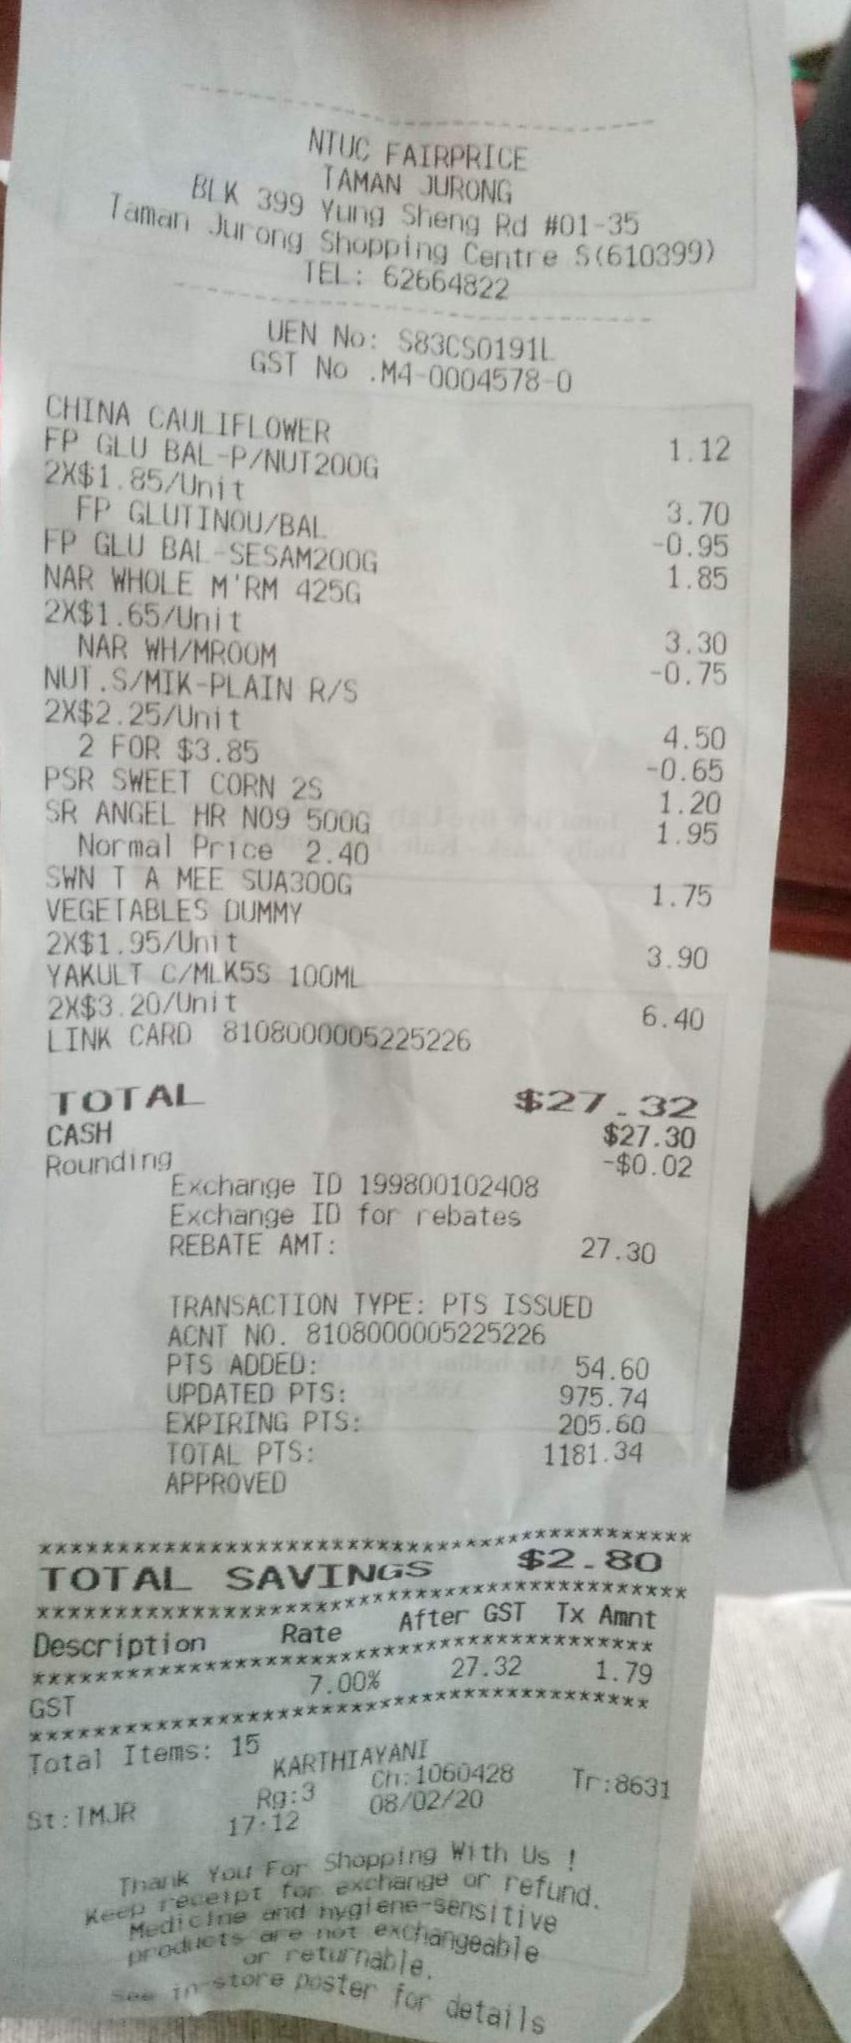 NTUC FAIRPRICE
TAMAN JURONG
BLK 399 Yung Sheng Rd #01-35
Taman Jurong Shopping Centre S(610399)
TEL: 62664822
UEN No: S83CS0191L
GST No .M4-0004578-0
CHINA CAULIFLOWER 1.12
FP GLU BAL-P/NUT200G
2X$1.85/Unit 3.70
FP GLUTINOU/BAL -0.95
FP GLU BAL-SESAM200G 1.85
NAR WHOLE M'RM 425G
2X$1.65/Unit 3.30
NAR WH/MROOM -0.75
NUT.S/MIK-PLAIN R/S
2X$2.25/Unit 4.50
2 FOR $3.85 -0.65
PSR SWEET CORN 2S 1.20
SR ANGEL HR NO9 500G 1.95
Normal Price 2.40
SWN T A MEE SUA300G 1.75
VEGETABLES DUMMY
2X$1.95/Unit 3.90
YAKULT C/MLK5S 100ML
2X$3.20/Unit 6.40
LINK CARD 8108000005225226
TOTAL $27.32
CASH $27.30
Rounding -$0.02
Exchange ID 199800102408
Exchange ID for rebates
REBATE AMT: 27.30
TRANSACTION TYPE: PTS ISSUED
ACNT NO. 8108000005225226
PTS ADDED: 54.60
UPDATED PTS: 975.74
EXPIRING PTS: 205.60
TOTAL PTS: 1181.34
APPROVED
TOTAL SAVINGS $2.80
Description Rate After GST Tx Amnt
GST 7.00% 27.32 1.79
Total Items: 15
KARTHIAYANI
St:TMJR Rg:3 Ch:1060428 Tr:8631
17:12 08/02/20
Thank You For Shopping With Us !
Keep receipt for exchange or refund.
Medicine and hygiene-sensitive
products are not exchangeable
or returnable.
See in-store poster for details